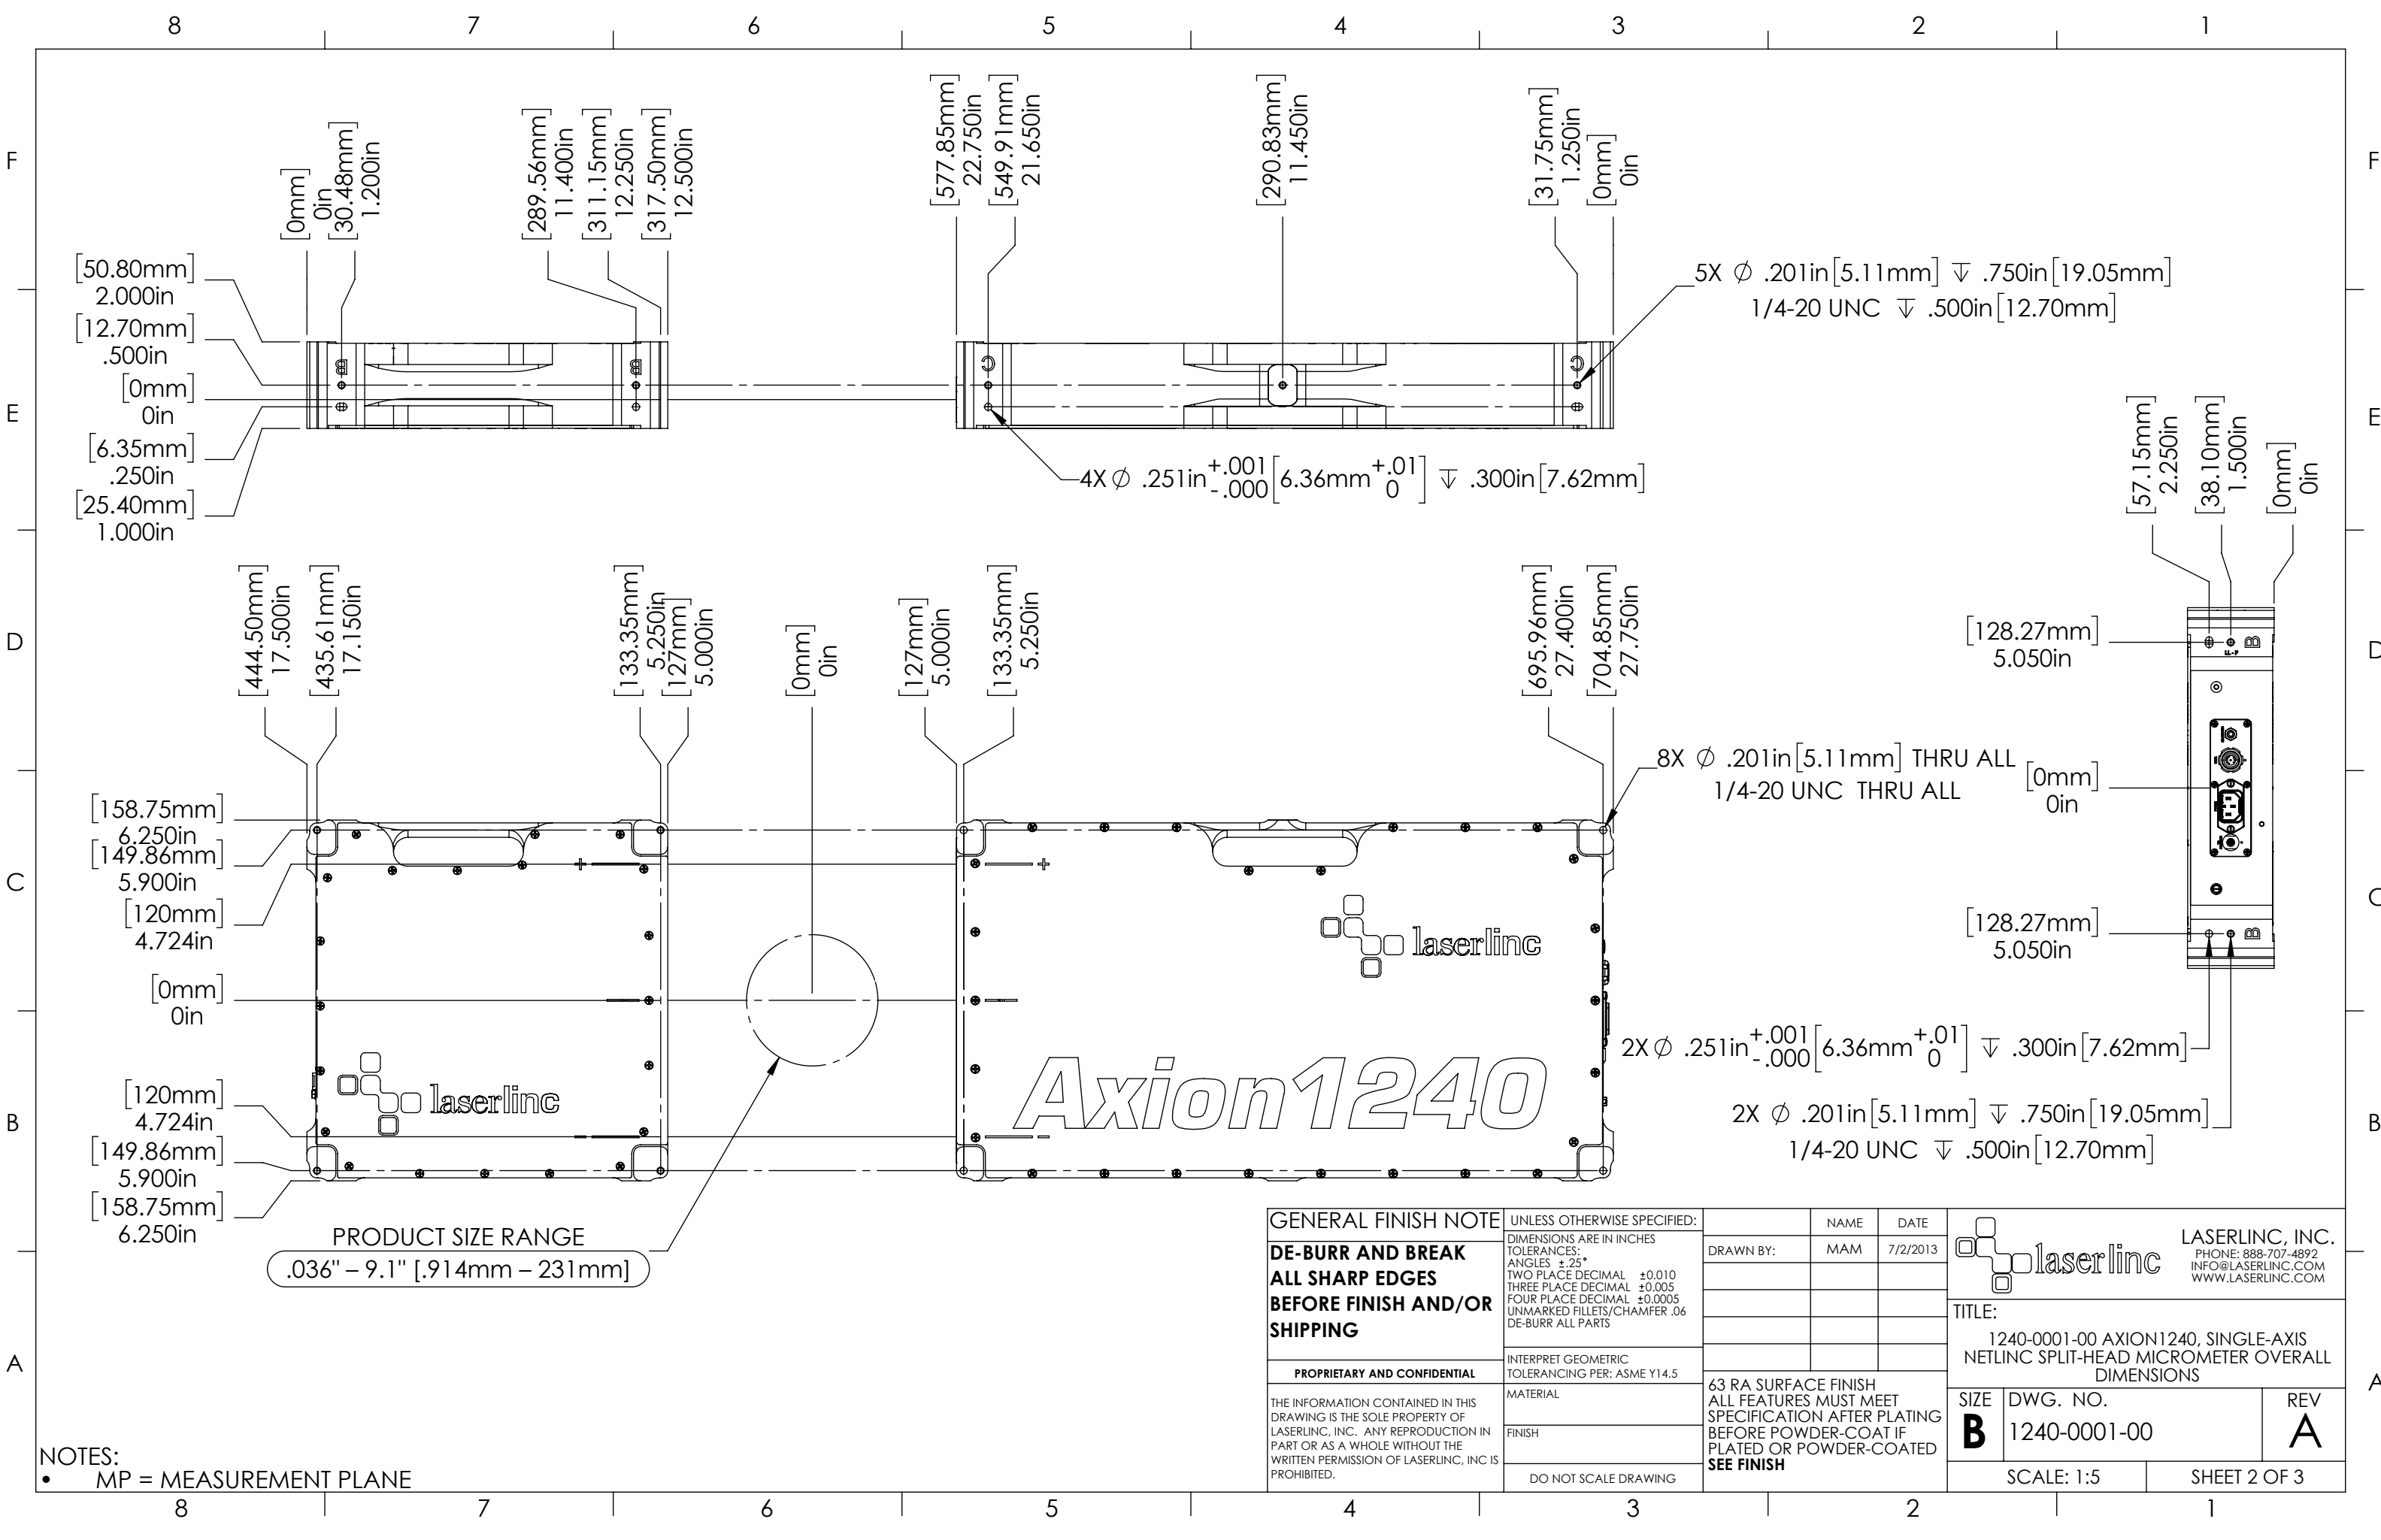 8 7 6 5 4 3 2 1
F
F
E
E
D
D
C
C
B
B
A
A
[0mm]
0in
[30.48mm]
1.200in
[289.56mm]
11.400in
[311.15mm]
12.250in
[317.50mm]
12.500in
[577.85mm]
22.750in
[549.91mm]
21.650in
[290.83mm]
11.450in
[31.75mm]
1.250in
[0mm]
0in
[50.80mm]
2.000in
[12.70mm]
.500in
[0mm]
0in
[6.35mm]
.250in
[25.40mm]
1.000in
B
B
C
C
5X ∅ .201in[5.11mm] ↧ .750in[19.05mm]
1/4-20 UNC ↧ .500in[12.70mm]
4X ∅ .251in +.001 -.000 [6.36mm +.01 0] ↧ .300in[7.62mm]
[57.15mm]
2.250in
[38.10mm]
1.500in
[0mm]
0in
[444.50mm]
17.500in
[435.61mm]
17.150in
[133.35mm]
5.250in
[127mm]
5.000in
[0mm]
0in
[127mm]
5.000in
[133.35mm]
5.250in
[695.96mm]
27.400in
[704.85mm]
27.750in
[128.27mm]
5.050in
B
[0mm]
0in
[128.27mm]
5.050in
B
8X ∅ .201in[5.11mm] THRU ALL
1/4-20 UNC THRU ALL
[158.75mm]
6.250in
[149.86mm]
5.900in
[120mm]
4.724in
[0mm]
0in
[120mm]
4.724in
[149.86mm]
5.900in
[158.75mm]
6.250in
+
+
laserlinc
laserlinc
Axion1240
2X ∅ .251in +.001 -.000 [6.36mm +.01 0] ↧ .300in[7.62mm]
2X ∅ .201in[5.11mm] ↧ .750in[19.05mm]
1/4-20 UNC ↧ .500in[12.70mm]
PRODUCT SIZE RANGE
.036" – 9.1" [.914mm – 231mm]
GENERAL FINISH NOTE
DE-BURR AND BREAK
ALL SHARP EDGES
BEFORE FINISH AND/OR
SHIPPING
PROPRIETARY AND CONFIDENTIAL
THE INFORMATION CONTAINED IN THIS
DRAWING IS THE SOLE PROPERTY OF
LASERLINC, INC. ANY REPRODUCTION IN
PART OR AS A WHOLE WITHOUT THE
WRITTEN PERMISSION OF LASERLINC, INC IS
PROHIBITED.
UNLESS OTHERWISE SPECIFIED:
DIMENSIONS ARE IN INCHES
TOLERANCES:
ANGLES ±.25°
TWO PLACE DECIMAL ±0.010
THREE PLACE DECIMAL ±0.005
FOUR PLACE DECIMAL ±0.0005
UNMARKED FILLETS/CHAMFER .06
DE-BURR ALL PARTS
INTERPRET GEOMETRIC
TOLERANCING PER: ASME Y14.5
MATERIAL
FINISH
DO NOT SCALE DRAWING
NAME DATE
DRAWN BY: MAM 7/2/2013
63 RA SURFACE FINISH
ALL FEATURES MUST MEET
SPECIFICATION AFTER PLATING
BEFORE POWDER-COAT IF
PLATED OR POWDER-COATED
SEE FINISH
laserlinc
LASERLINC, INC.
PHONE: 888-707-4892
INFO@LASERLINC.COM
WWW.LASERLINC.COM
TITLE:
1240-0001-00 AXION1240, SINGLE-AXIS
NETLINC SPLIT-HEAD MICROMETER OVERALL
DIMENSIONS
SIZE DWG. NO. REV
B 1240-0001-00 A
SCALE: 1:5 SHEET 2 OF 3
NOTES:
• MP = MEASUREMENT PLANE
8 7 6 5 4 3 2 1